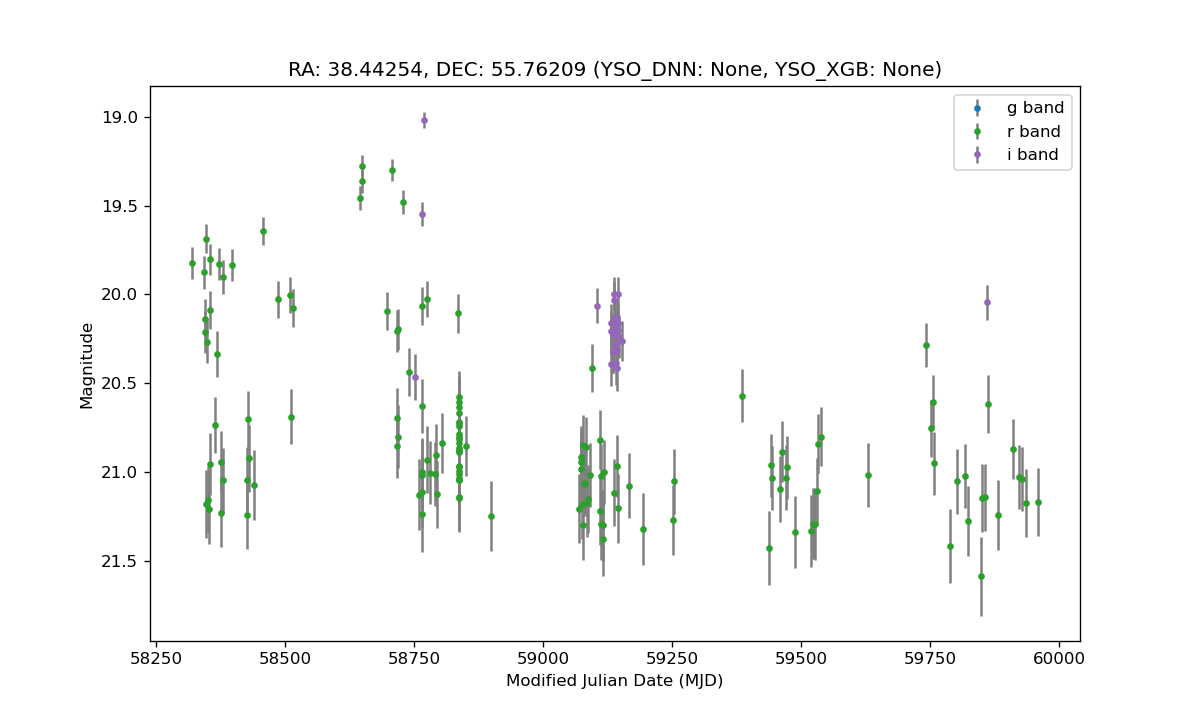 RA: 38.44254, DEC: 55.76209 (YSO_DNN: None, YSO_XGB: None)
g band
r band
i band
19.0
19.5
20.0
20.5
21.0
21.5
Magnitude
58250 58500 58750 59000 59250 59500 59750 60000
Modified Julian Date (MJD)